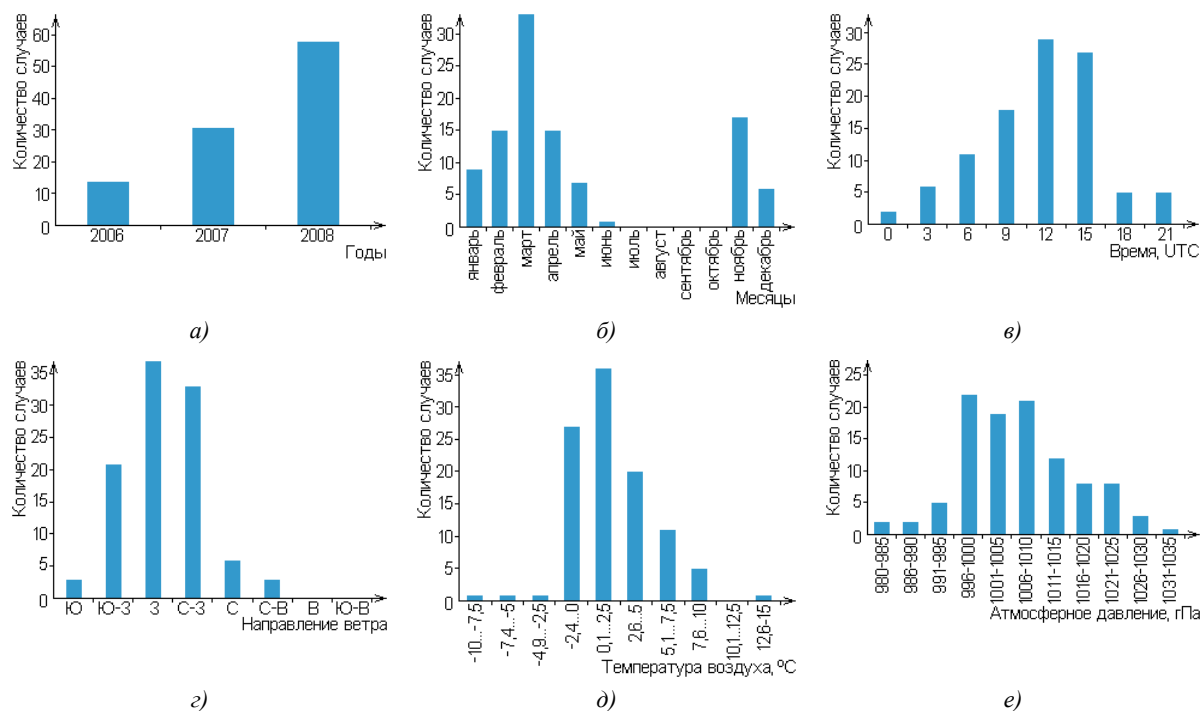 Количество случаев
60
50
40
30
20
10
0
2006
2007
2008
Годы
а)
Количество случаев
30
25
20
15
10
5
0
январь
февраль
март
апрель
май
июнь
июль
август
сентябрь
октябрь
ноябрь
декабрь
Месяцы
б)
Количество случаев
30
25
20
15
10
5
0
0
3
6
9
12
15
18
21
Время, UTC
в)
Количество случаев
35
30
25
20
15
10
5
0
Ю
Ю-З
З
С-З
С
С-В
В
Ю-В
Направление ветра
г)
Количество случаев
35
30
25
20
15
10
5
0
-10...-7,5
-7,4...-5
-4,9...-2,5
-2,4...0
0,1...2,5
2,6...5
5,1...7,5
7,6...10
10,1...12,5
12,6-15
Температура воздуха, ºC
д)
Количество случаев
25
20
15
10
5
0
980-985
986-990
991-995
996-1000
1001-1005
1006-1010
1011-1015
1016-1020
1021-1025
1026-1030
1031-1035
Атмосферное давление, гПа
е)